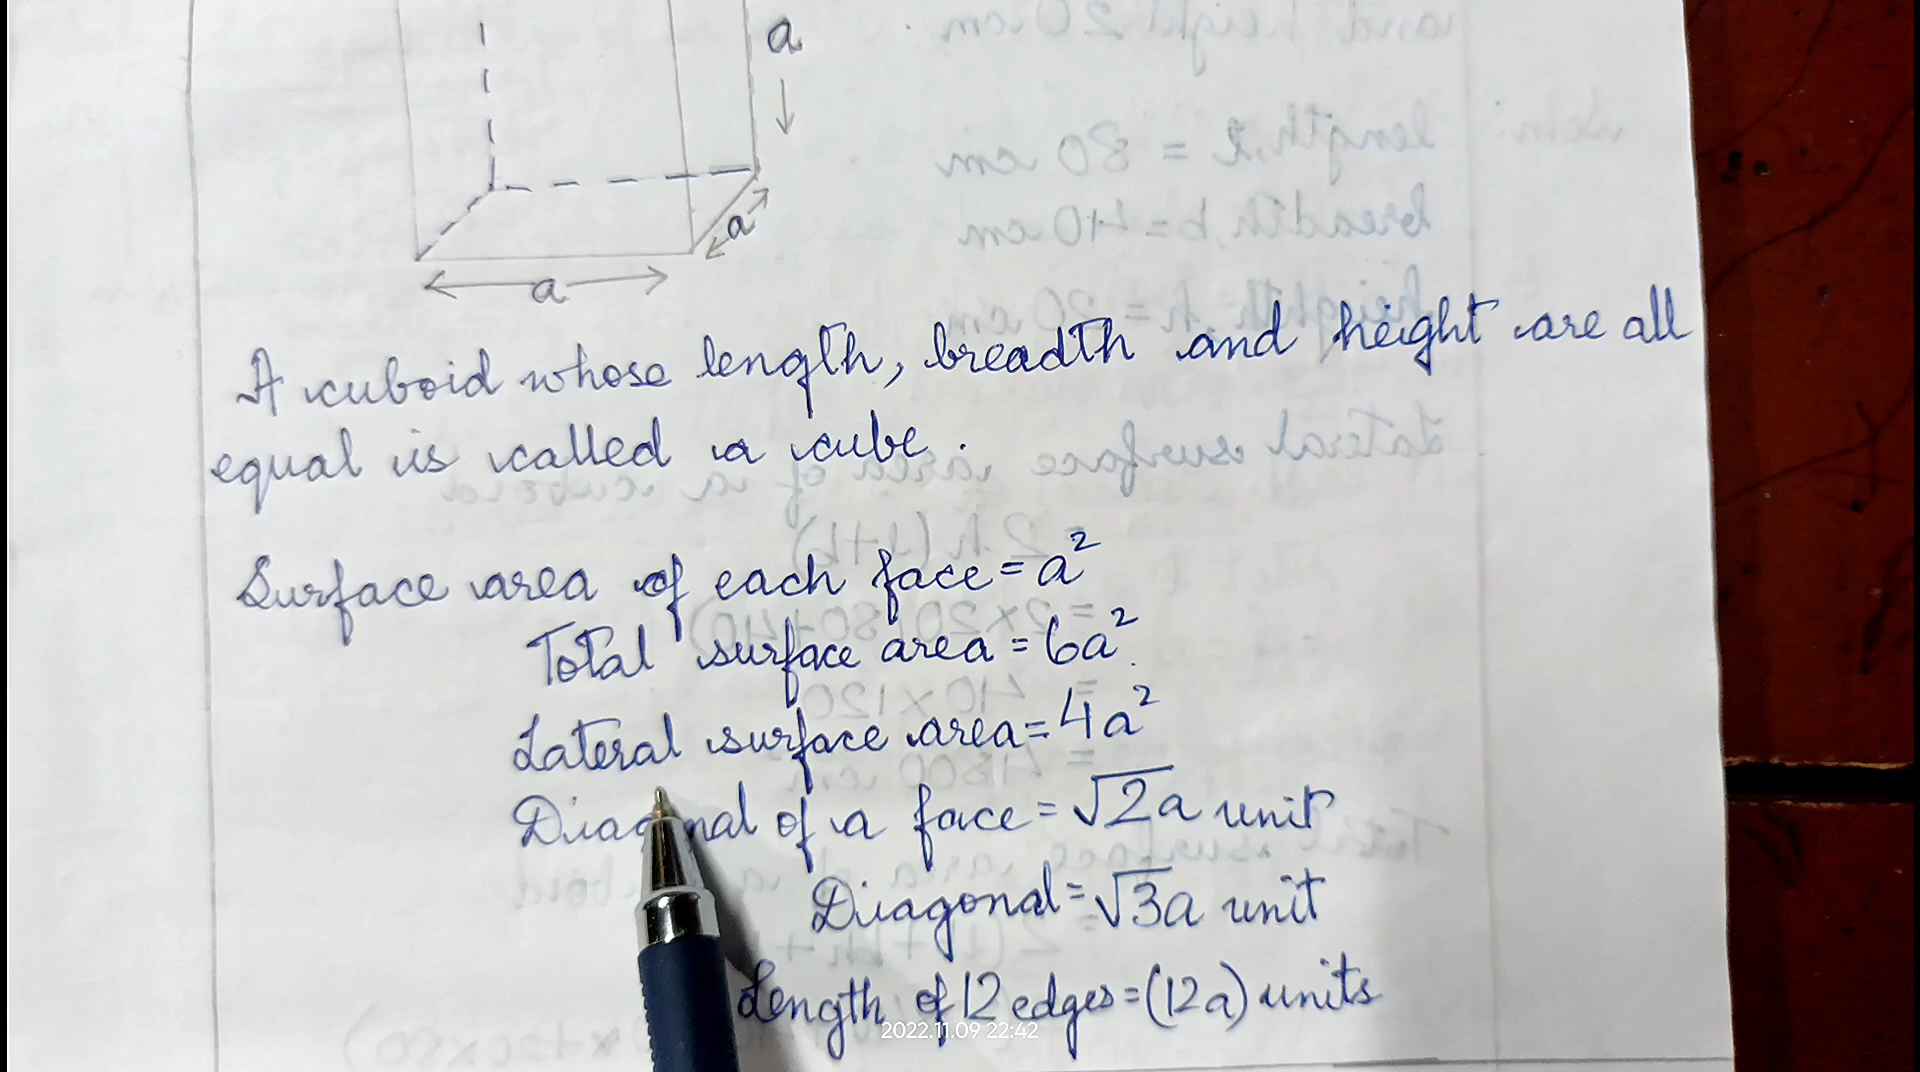 a
a
a
A cuboid whose length, breadth and height are all
equal is called a cube.
Surface area of each face = a²
Total surface area = 6a².
Lateral surface area = 4a²
Diagonal of a face = √2a unit
Diagonal = √3a unit
Length of 12 edges = (12a) units
2022.11.09 22:42